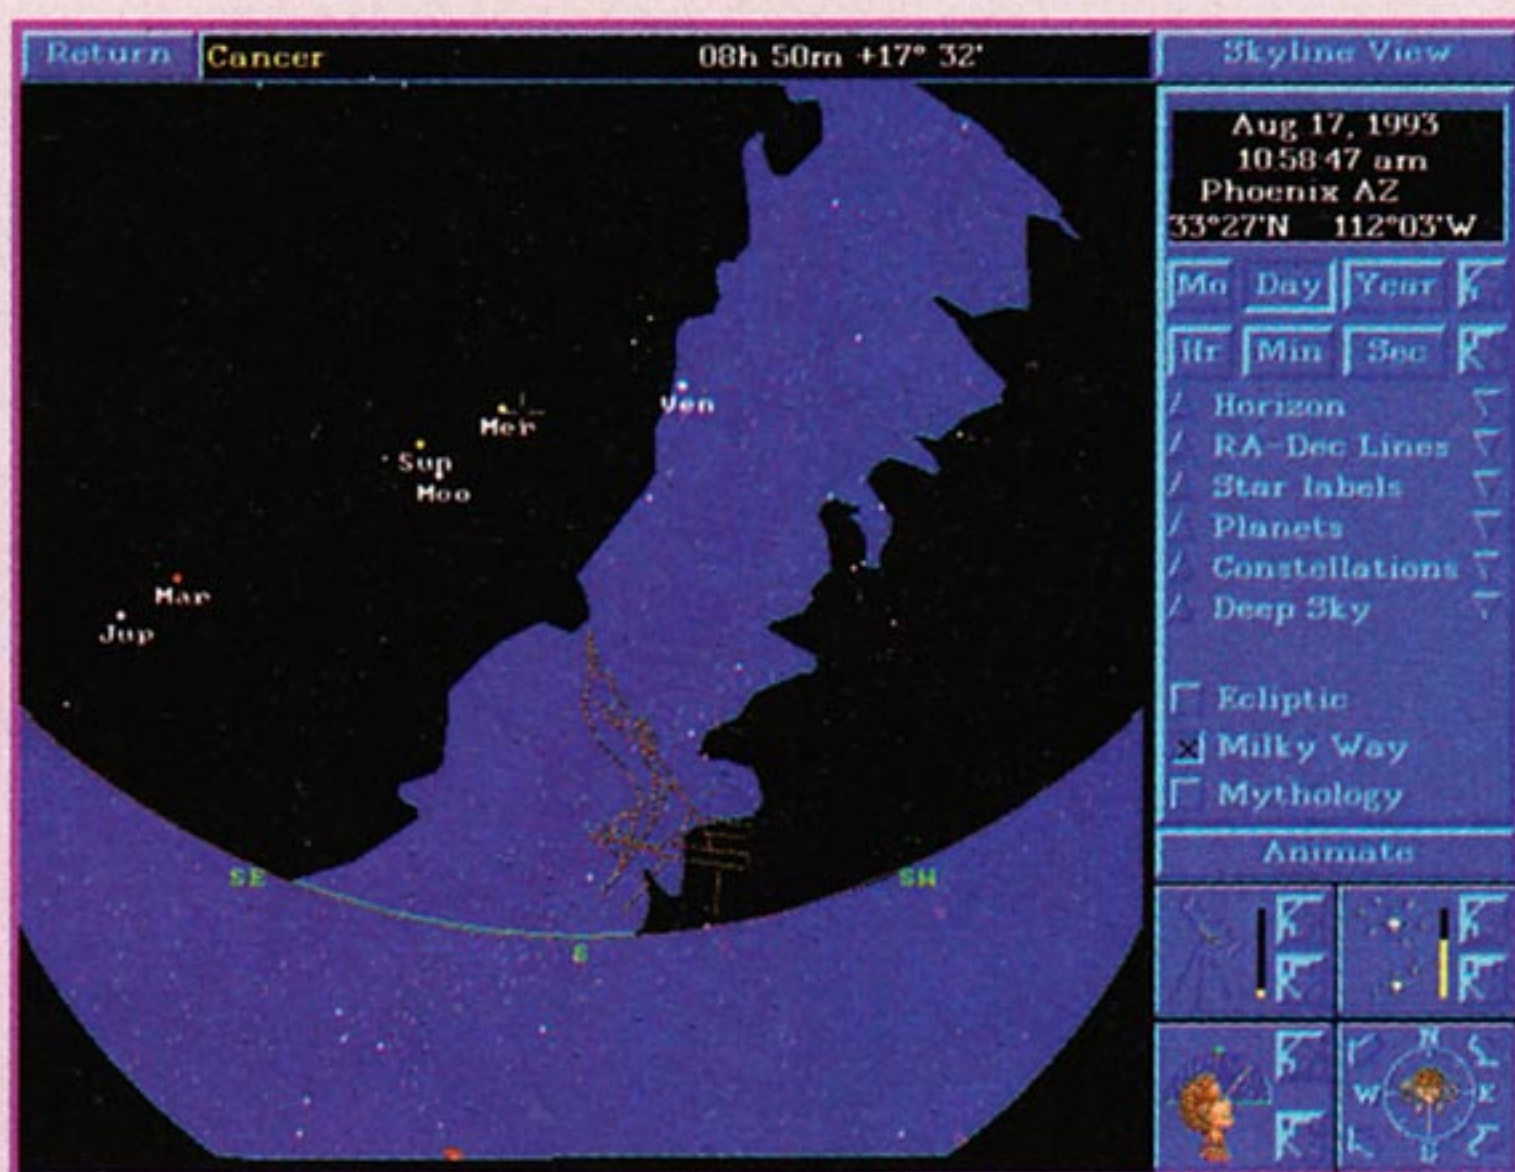 Return Cancer 08h 50m +17° 32' Skyline View
Aug 17, 1993
10:58:47 am
Phoenix AZ
33°27'N 112°03'W
Mo Day Year
Hr Min Sec
Horizon
RA-Dec Lines
Star labels
Planets
Constellations
Deep Sky
Ecliptic
Milky Way
Mythology
Animate
Ven
Mer
Sup
Moo
Mar
Jup
SE
SW
S
N
W E